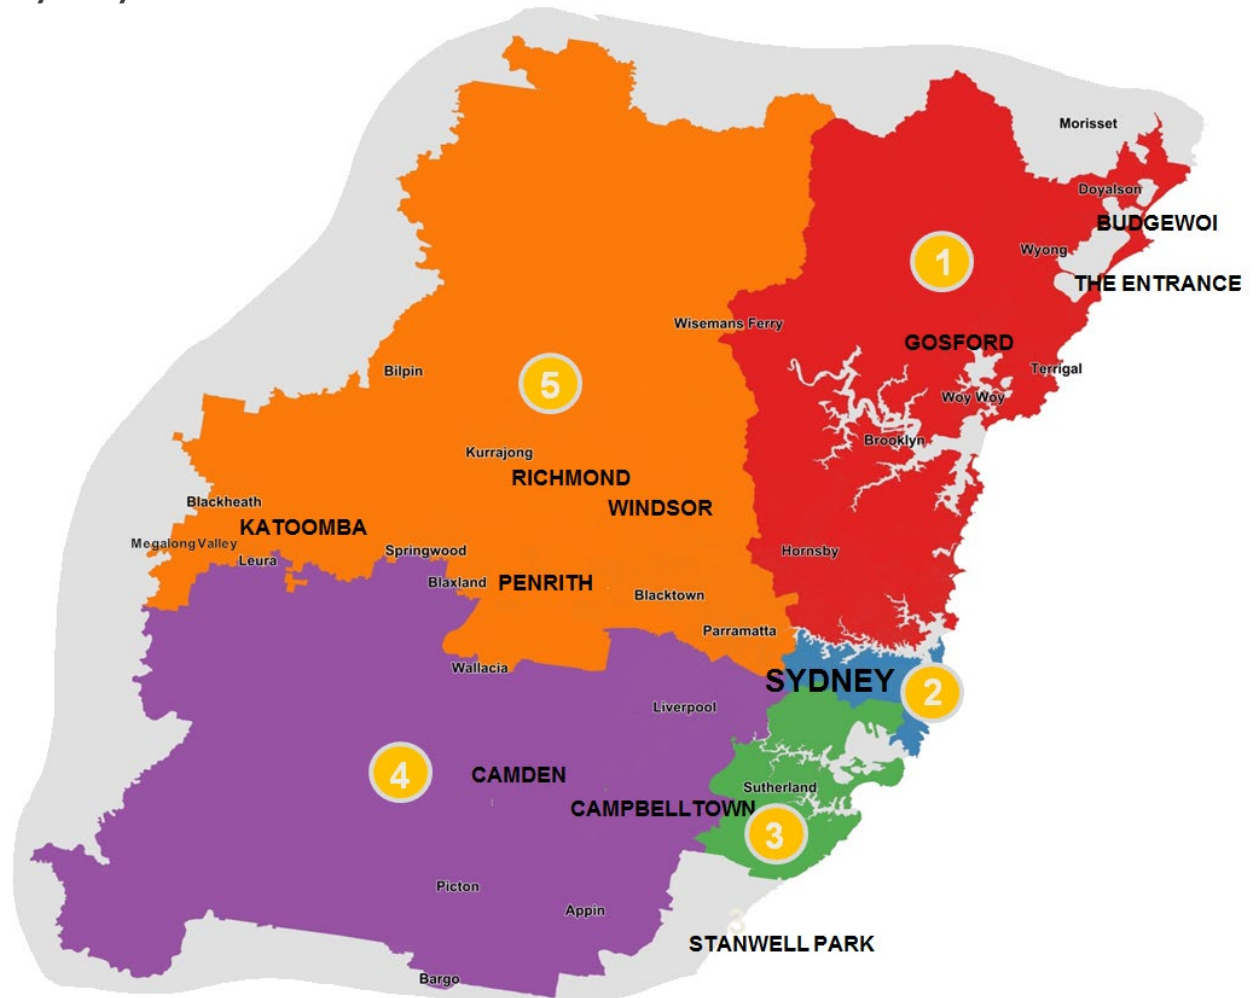 Morisset
Doyalson
BUDGEWOI
Wyong
1
THE ENTRANCE
Wisemans Ferry
GOSFORD
Terrigal
Bilpin
5
Woy Woy
Brooklyn
Kurrajong
RICHMOND
Blackheath
WINDSOR
KATOOMBA
Megalong Valley
Springwood
Hornsby
Leura
Blaxland
PENRITH
Blacktown
Parramatta
Wallacia
SYDNEY
2
Liverpool
4
CAMDEN
Sutherland
CAMPBELLTOWN
3
Picton
Appin
3
STANWELL PARK
Bargo